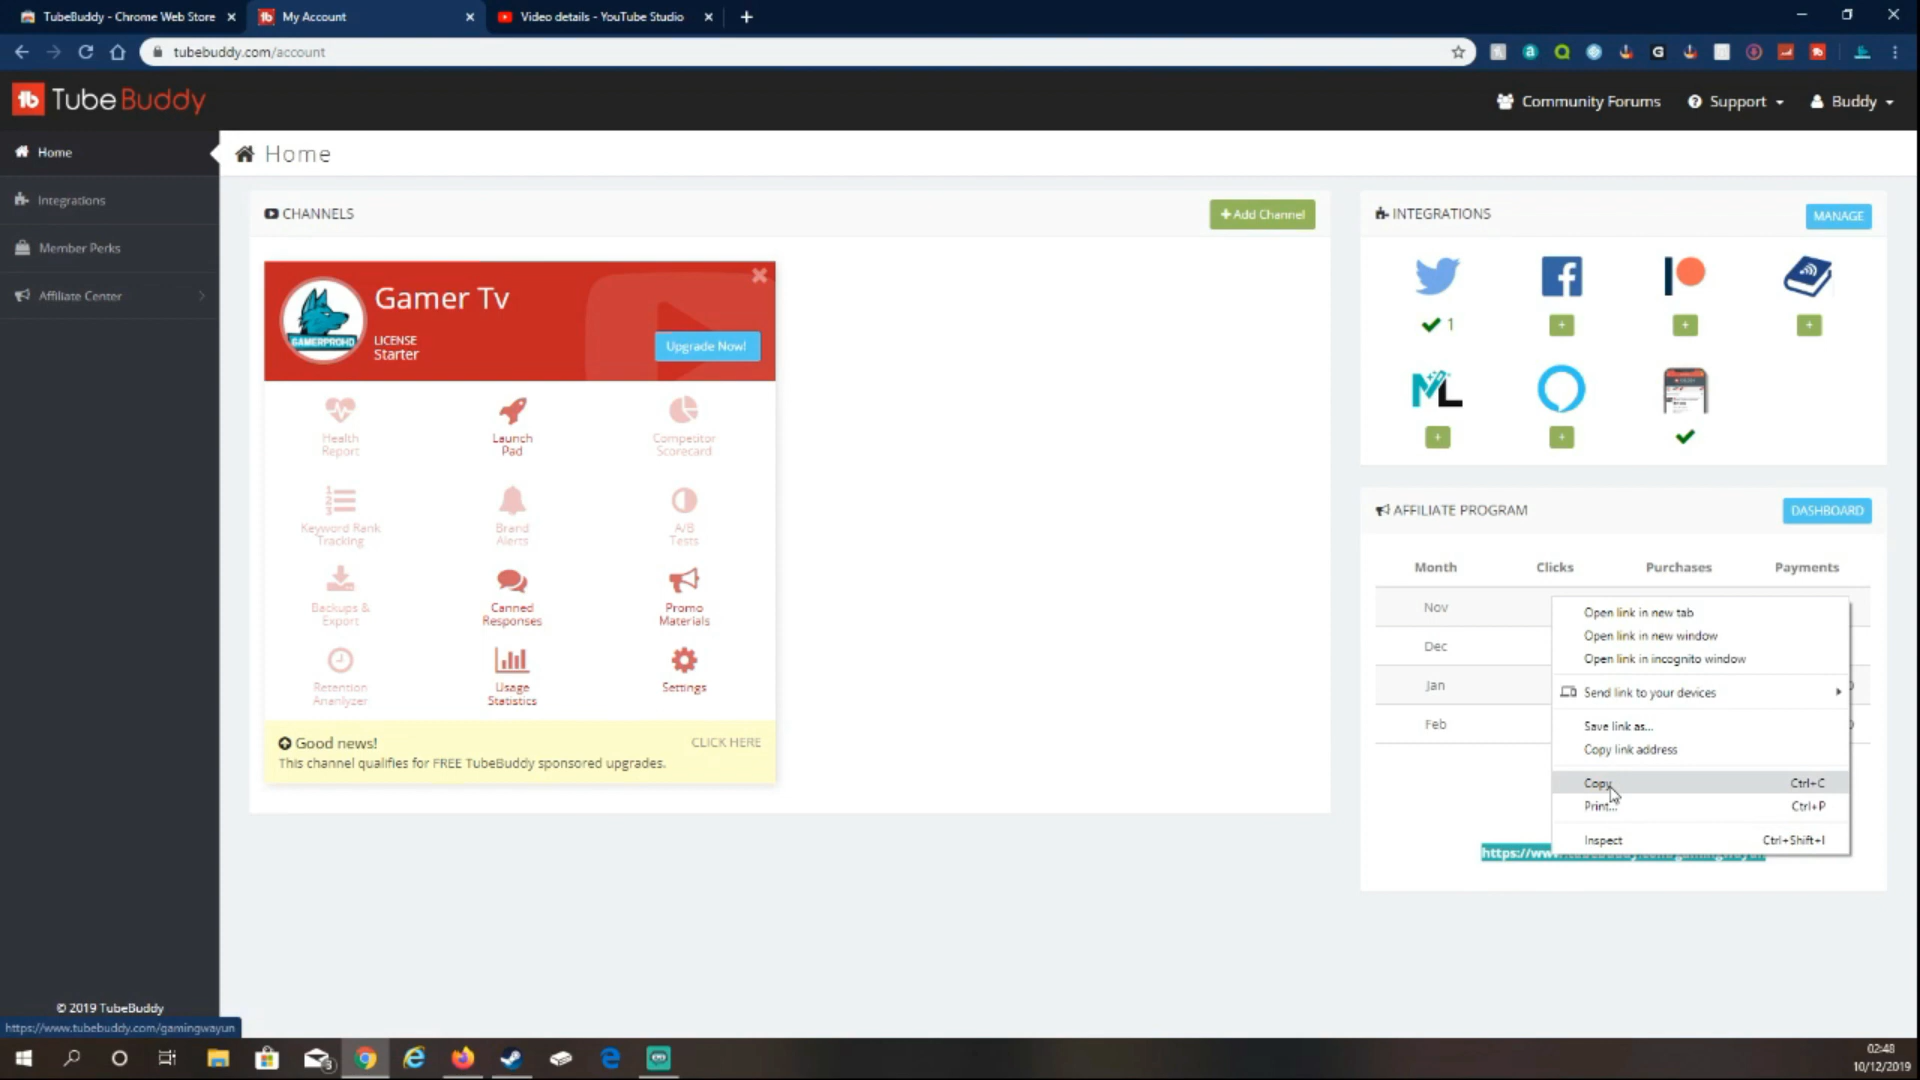 TubeBuddy - Chrome Web Store
My Account
Video details - YouTube Studio
tubebuddy.com/account
TubeBuddy
Community Forums
Support
Buddy
Home
Integrations
Member Perks
Affiliate Center
Home
CHANNELS
+ Add Channel
Gamer Tv
GAMERPROHD
LICENSE
Starter
Upgrade Now!
Health
Report
Launch
Pad
Competitor
Scorecard
Keyword Rank
Tracking
Brand
Alerts
A/B
Tests
Backups &
Export
Canned
Responses
Promo
Materials
Retention
Ananlyzer
Usage
Statistics
Settings
Good news!
CLICK HERE
This channel qualifies for FREE TubeBuddy sponsored upgrades.
INTEGRATIONS
MANAGE
1
AFFILIATE PROGRAM
DASHBOARD
Month Clicks Purchases Payments
Nov
Dec
Jan
Feb
Open link in new tab
Open link in new window
Open link in incognito window
Send link to your devices
Save link as...
Copy link address
Copy Ctrl+C
Print... Ctrl+P
Inspect Ctrl+Shift+I
© 2019 TubeBuddy
https://www.tubebuddy.com/gamingwayun
02:48
10/12/2019